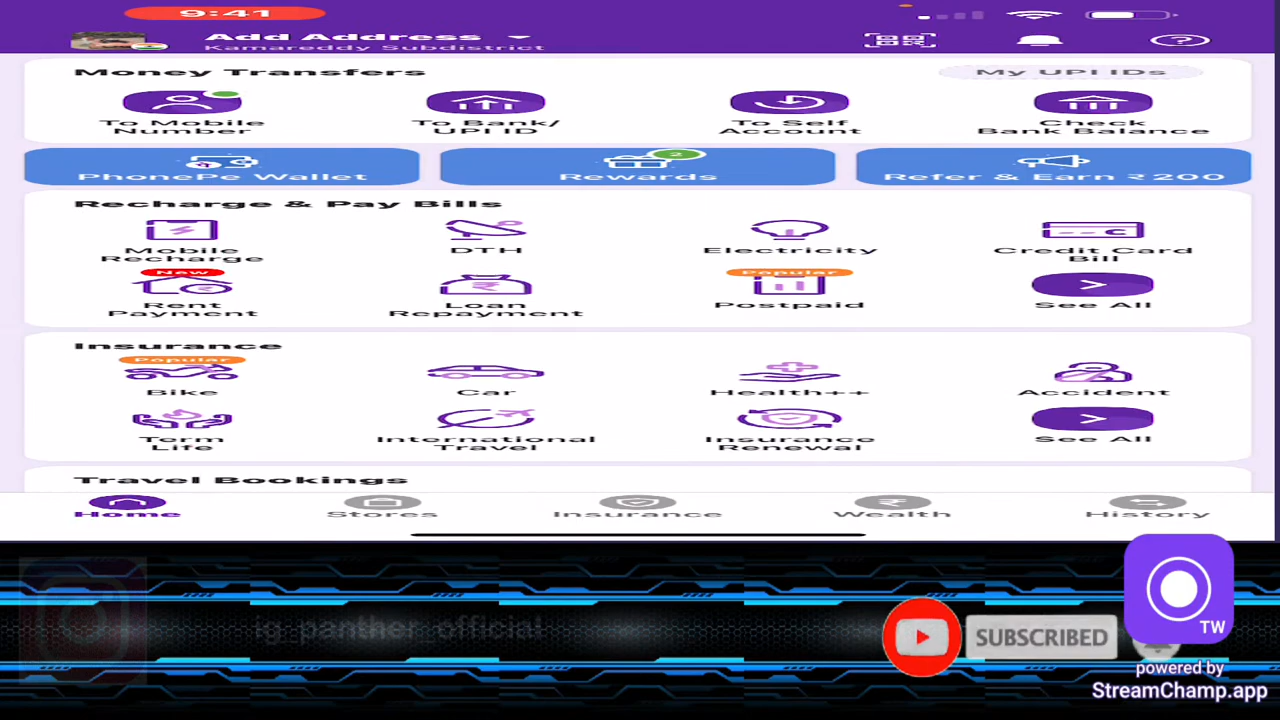 9:41
Add Address
Kamareddy Subdistrict
Money Transfers
My UPI IDs
To Mobile Number
To Bank/ UPI ID
To Self Account
Check Bank Balance
PhonePe Wallet
2
Rewards
Refer & Earn ₹200
Recharge & Pay Bills
Mobile Recharge
DTH
Electricity
Credit Card Bill
New
Rent Payment
Loan Repayment
Popular
Postpaid
See All
Insurance
Popular
Bike
Car
Health++
Accident
Term Life
International Travel
Insurance Renewal
See All
Travel Bookings
Home
Stores
Insurance
Wealth
History
ig_panther_official
SUBSCRIBED
TW
powered by
StreamChamp.app